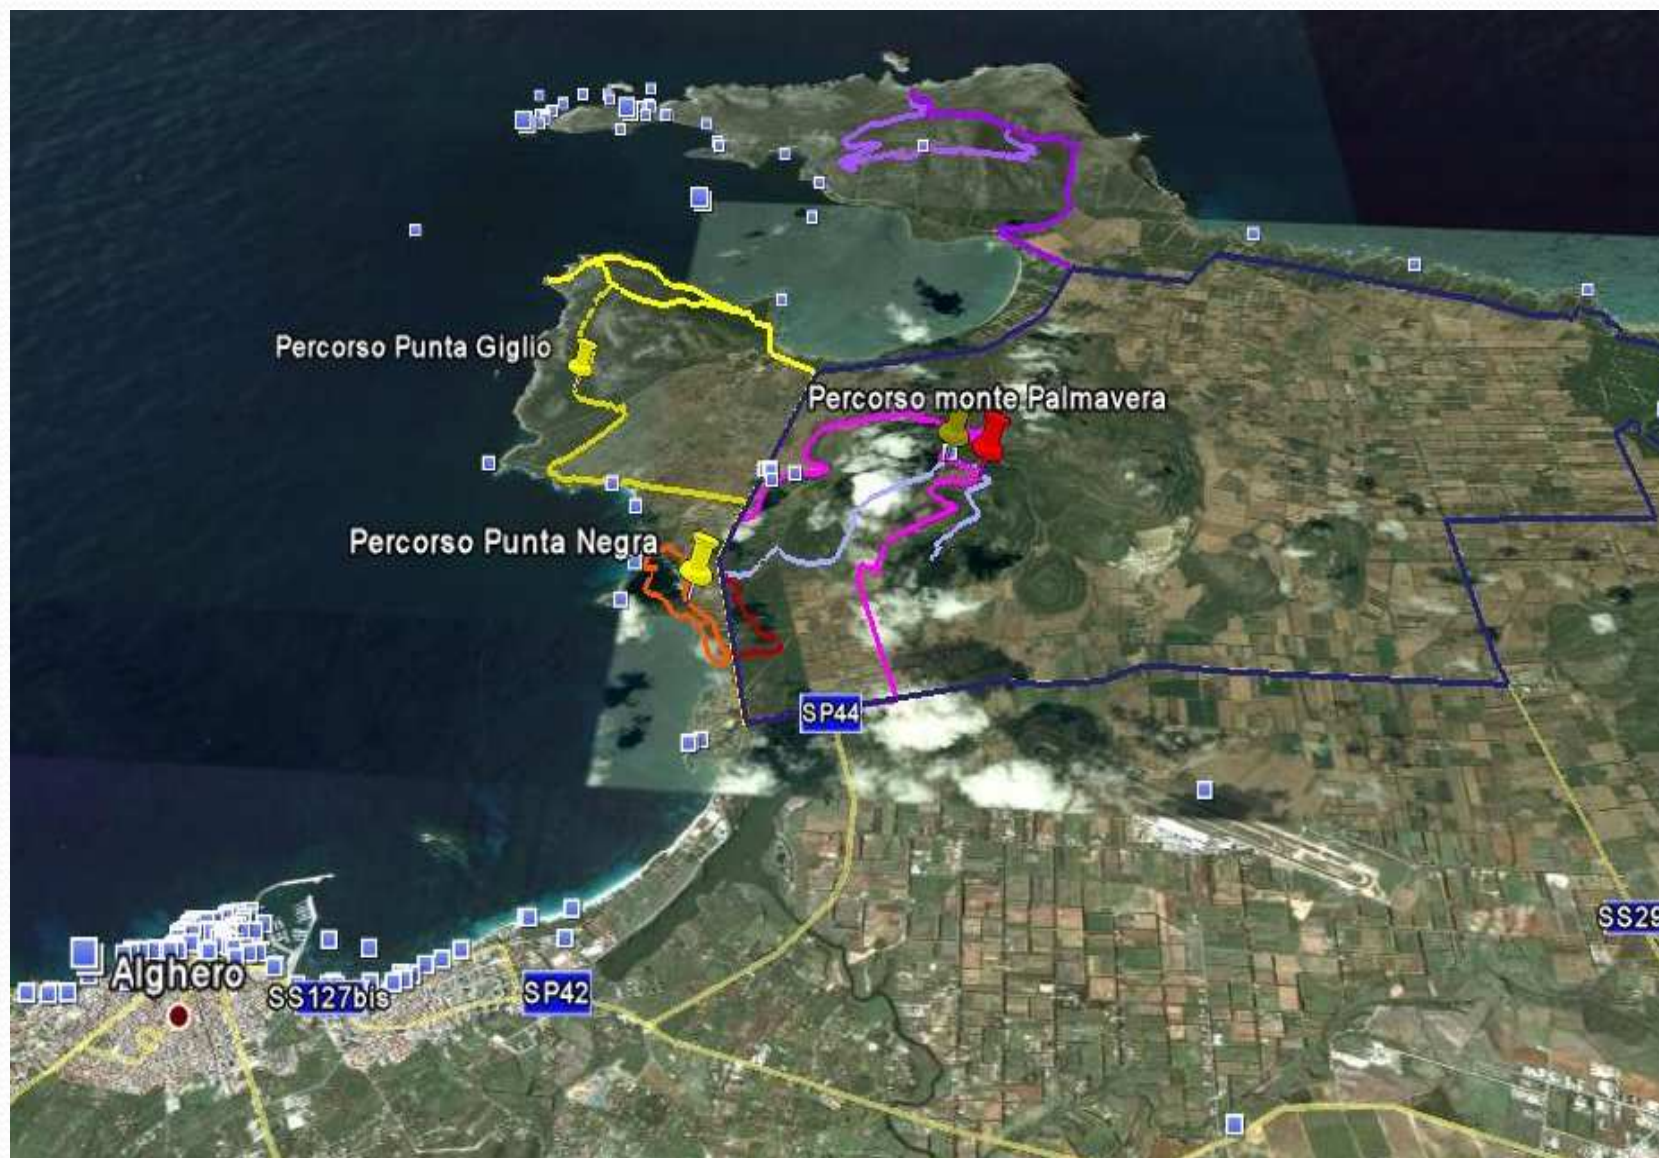 Percorso Punta Giglio
Percorso monte Palmavera
Percorso Punta Negra
SP44
SS29
Alghero
SS127bis
SP42